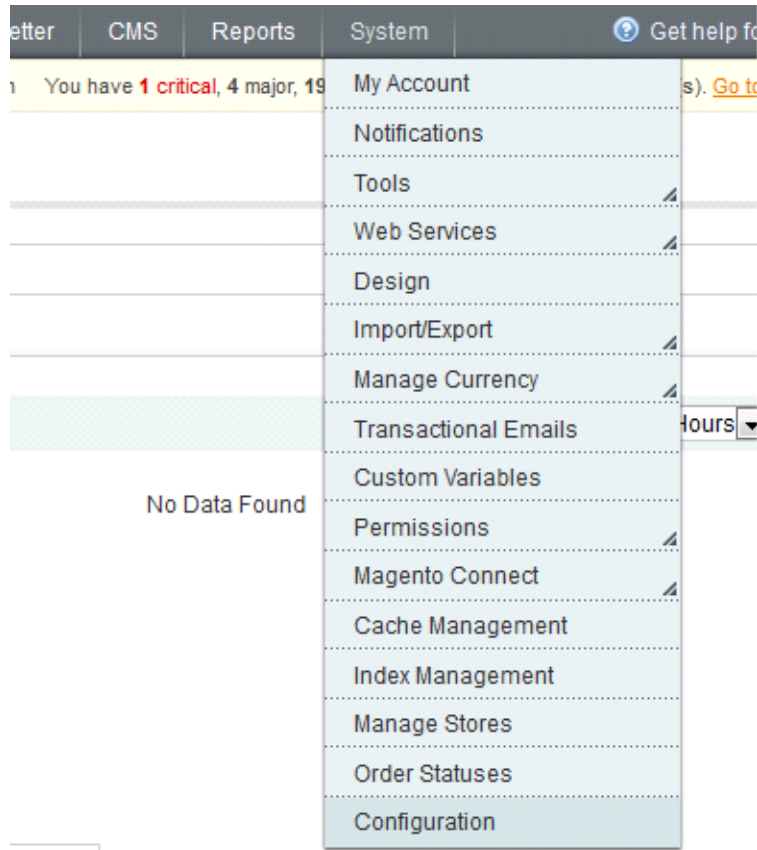 etter CMS Reports System Get help fo
You have 1 critical, 4 major, 19 s). Go to
My Account
Notifications
Tools
Web Services
Design
Import/Export
Manage Currency
Transactional Emails Hours
Custom Variables
No Data Found
Permissions
Magento Connect
Cache Management
Index Management
Manage Stores
Order Statuses
Configuration